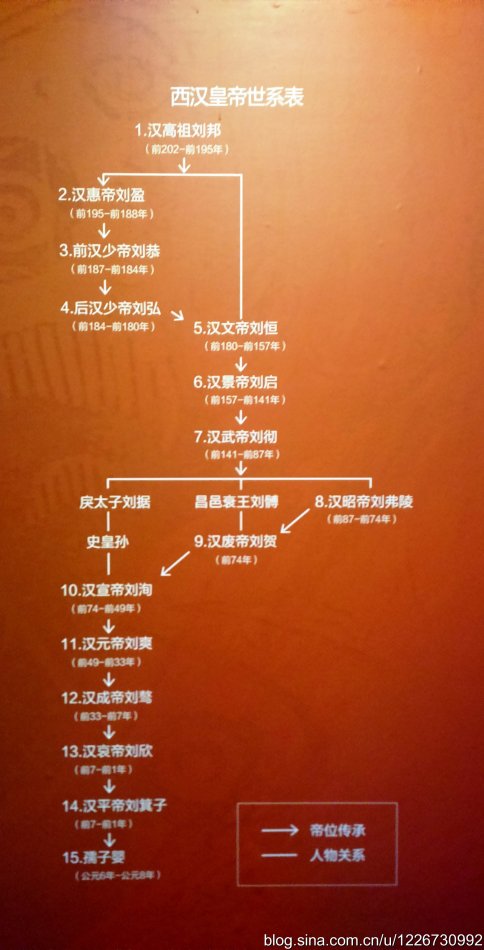 西汉皇帝世系表
1.汉高祖刘邦
(前202-前195年)
2.汉惠帝刘盈
(前195-前188年)
3.前汉少帝刘恭
(前187-前184年)
4.后汉少帝刘弘
(前184-前180年)
5.汉文帝刘恒
(前180-前157年)
6.汉景帝刘启
(前157-前141年)
7.汉武帝刘彻
(前141-前87年)
戾太子刘据
昌邑哀王刘髆
8.汉昭帝刘弗陵
(前87-前74年)
史皇孙
9.汉废帝刘贺
(前74年)
10.汉宣帝刘询
(前74-前49年)
11.汉元帝刘爽
(前49-前33年)
12.汉成帝刘骜
(前33-前7年)
13.汉哀帝刘欣
(前7-前1年)
14.汉平帝刘箕子
(前7-前1年)
15.孺子婴
(公元6年-公元8年)
帝位传承
人物关系
blog.sina.com.cn/u/1226730992